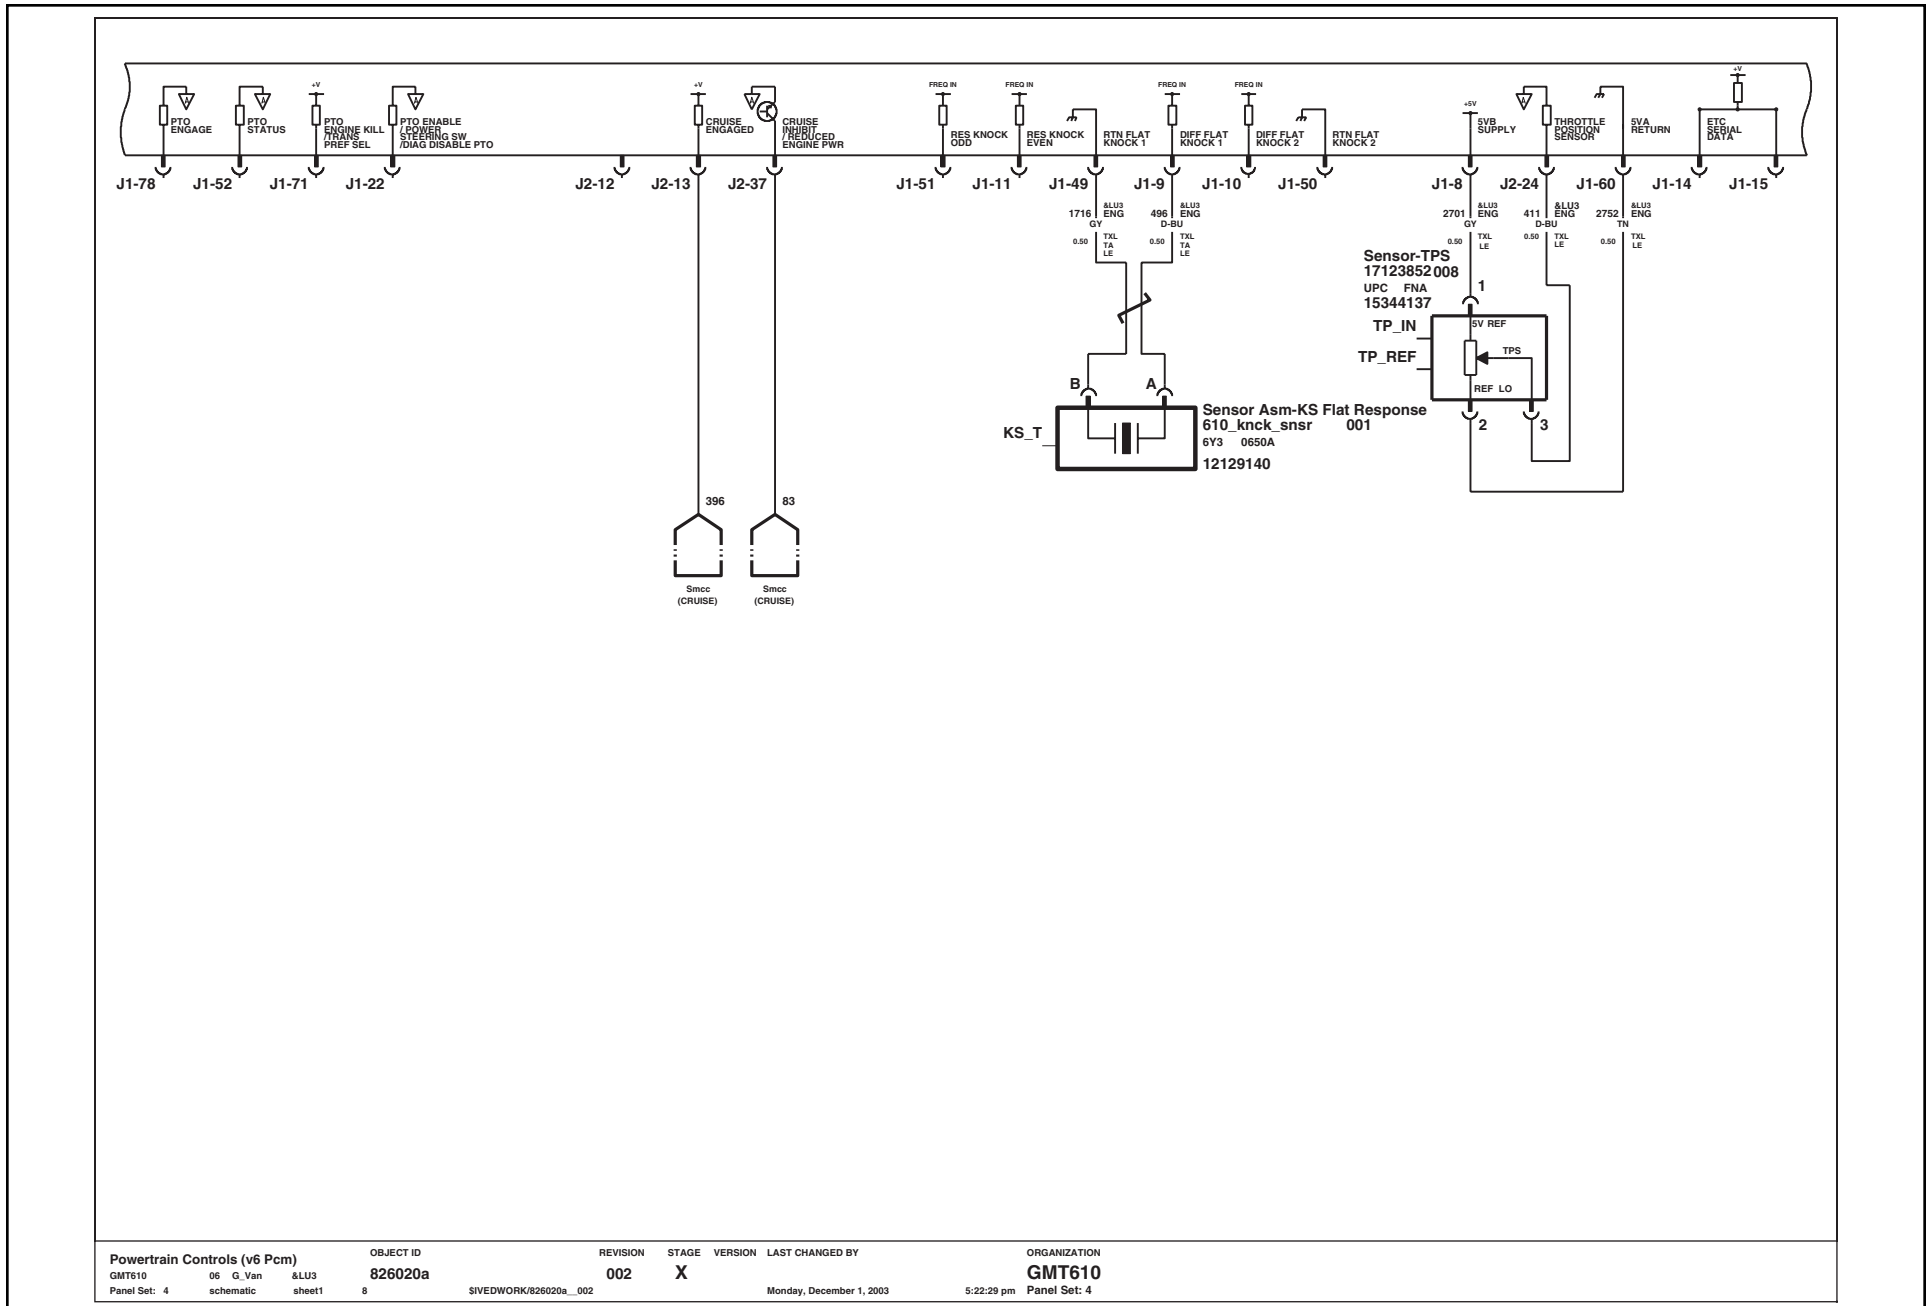 +V
PTO
ENGAGE
A
PTO
STATUS
A
+V
PTO
ENGINE KILL
/TRANS
PREF SEL
A
PTO ENABLE
/ POWER
STEERING SW
/DIAG DISABLE PTO
+V
CRUISE
ENGAGED
A
CRUISE
INHIBIT
/ REDUCED
ENGINE PWR
FREQ IN
RES KNOCK
ODD
FREQ IN
RES KNOCK
EVEN
RTN FLAT
KNOCK 1
FREQ IN
DIFF FLAT
KNOCK 1
FREQ IN
DIFF FLAT
KNOCK 2
RTN FLAT
KNOCK 2
+5V
5VB
SUPPLY
A
THROTTLE
POSITION
SENSOR
5VA
RETURN
ETC
SERIAL
DATA
J1-78
J1-52
J1-71
J1-22
J2-12
J2-13
J2-37
J1-51
J1-11
J1-49
J1-9
J1-10
J1-50
J1-8
J2-24
J1-60
J1-14
J1-15
1716
&LU3
ENG
GY
0.50
TXL
TA
LE
496
&LU3
ENG
D-BU
0.50
TXL
TA
LE
2701
&LU3
ENG
GY
0.50
TXL
LE
411
&LU3
ENG
D-BU
0.50
TXL
LE
2752
&LU3
ENG
TN
0.50
TXL
LE
Sensor-TPS
17123852 008
UPC FNA
15344137
1
TP_IN
5V REF
TP_REF
TPS
REF LO
2
3
B
A
KS_T
Sensor Asm-KS Flat Response
610_knck_snsr 001
6Y3 0650A
12129140
396
83
Smcc
(CRUISE)
Smcc
(CRUISE)
Powertrain Controls (v6 Pcm)
GMT610 06 G_Van &LU3
Panel Set: 4 schematic sheet1 8
OBJECT ID
826020a
$IVEDWORK/826020a__002
REVISION
002
STAGE
X
VERSION
LAST CHANGED BY
Monday, December 1, 2003
5:22:29 pm
ORGANIZATION
GMT610
Panel Set: 4